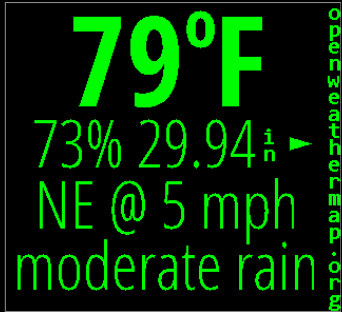 79°F
73% 29.94 in ►
NE @ 5 mph
moderate rain
openweathermap.org